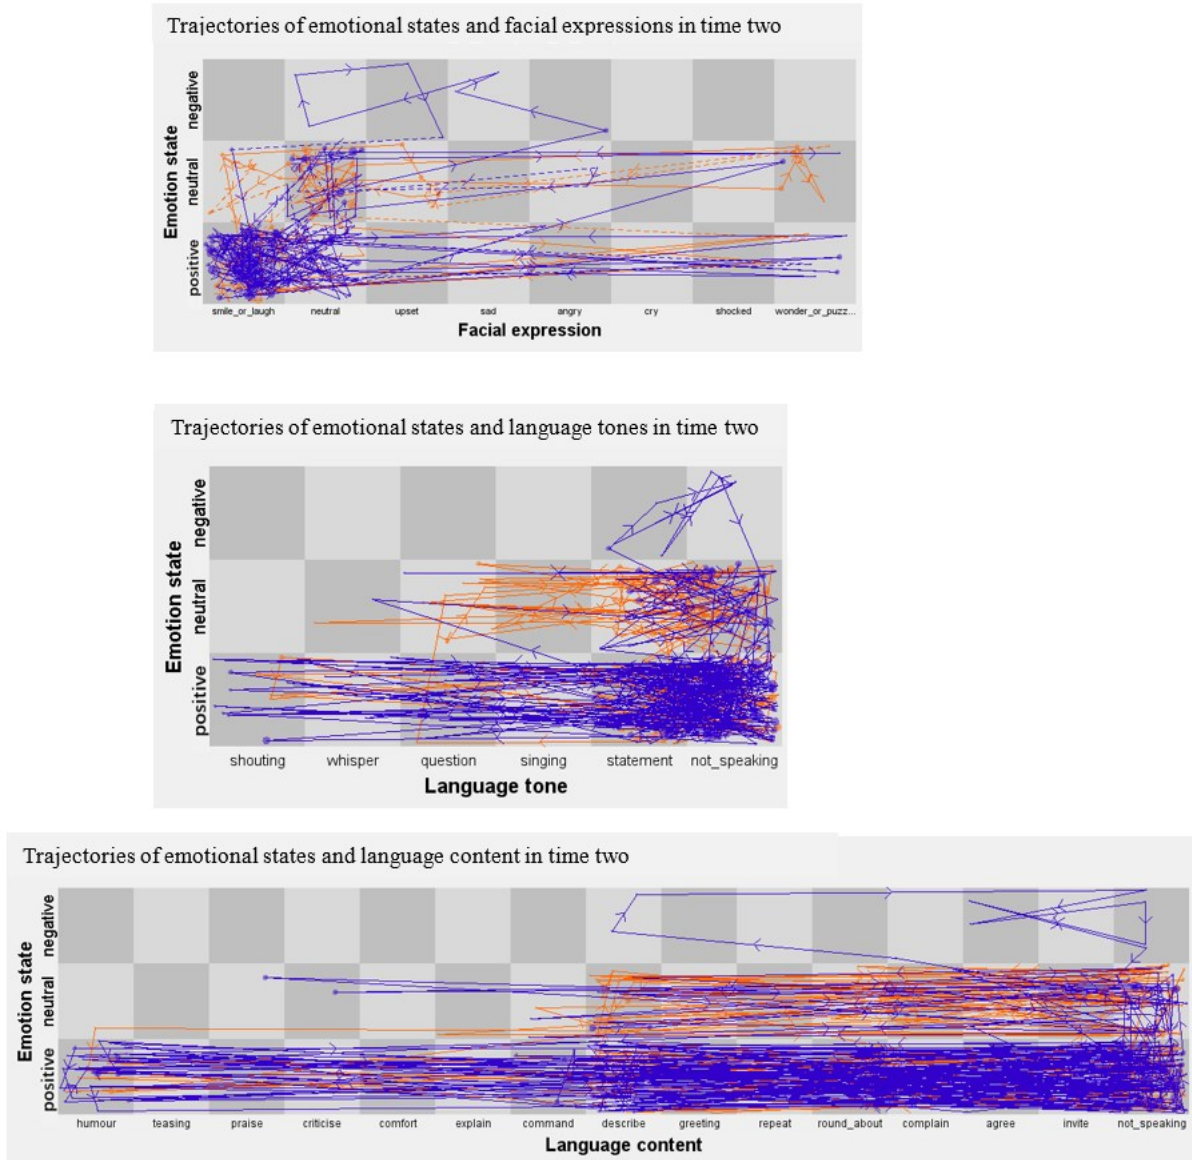 Trajectories of emotional states and facial expressions in time two
Emotion state
negative
neutral
positive
smile_or_laugh neutral upset sad angry cry shocked wonder_or_puzz...
Facial expression
Trajectories of emotional states and language tones in time two
Emotion state
negative
neutral
positive
shouting whisper question singing statement not_speaking
Language tone
Trajectories of emotional states and language content in time two
Emotion state
negative
neutral
positive
humour teasing praise criticise comfort explain command describe greeting repeat round_about complain agree invite not_speaking
Language content